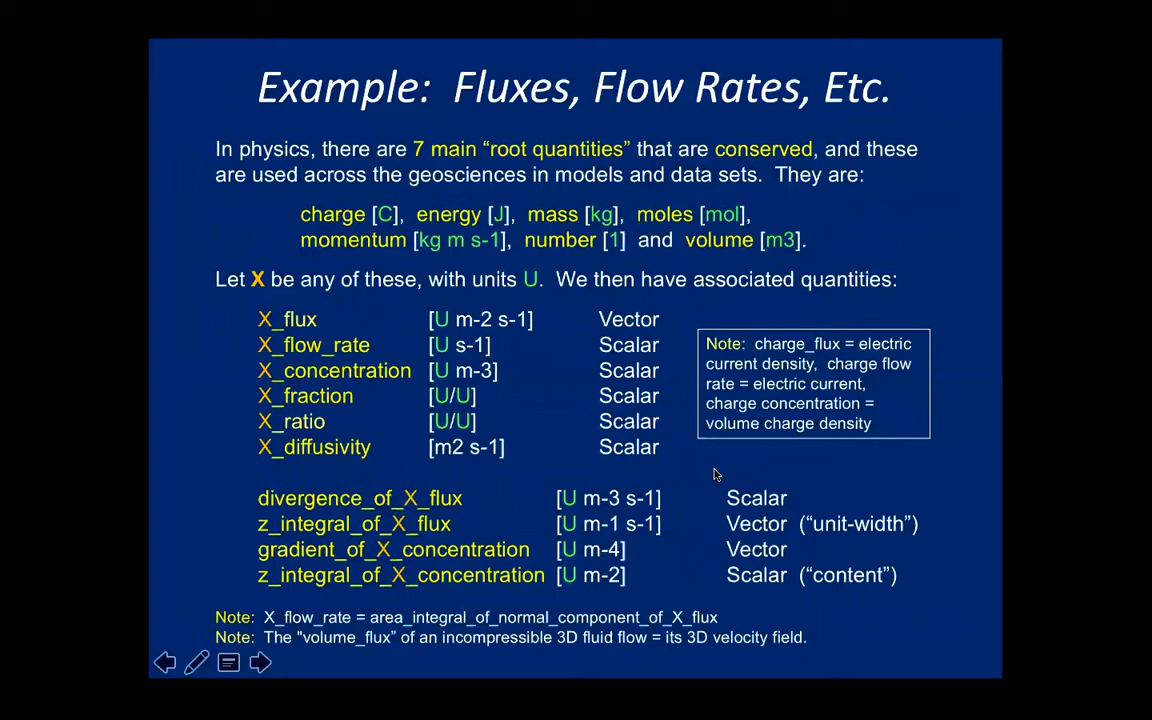 Example: Fluxes, Flow Rates, Etc.
In physics, there are 7 main “root quantities” that are conserved, and these
are used across the geosciences in models and data sets. They are:
charge [C], energy [J], mass [kg], moles [mol],
momentum [kg m s-1], number [1] and volume [m3].
Let X be any of these, with units U. We then have associated quantities:
X_flux [U m-2 s-1] Vector
X_flow_rate [U s-1] Scalar
X_concentration [U m-3] Scalar
X_fraction [U/U] Scalar
X_ratio [U/U] Scalar
X_diffusivity [m2 s-1] Scalar
Note: charge_flux = electric
current density, charge flow
rate = electric current,
charge concentration =
volume charge density
divergence_of_X_flux [U m-3 s-1] Scalar
z_integral_of_X_flux [U m-1 s-1] Vector (“unit-width”)
gradient_of_X_concentration [U m-4] Vector
z_integral_of_X_concentration [U m-2] Scalar (“content”)
Note: X_flow_rate = area_integral_of_normal_component_of_X_flux
Note: The "volume_flux” of an incompressible 3D fluid flow = its 3D velocity field.